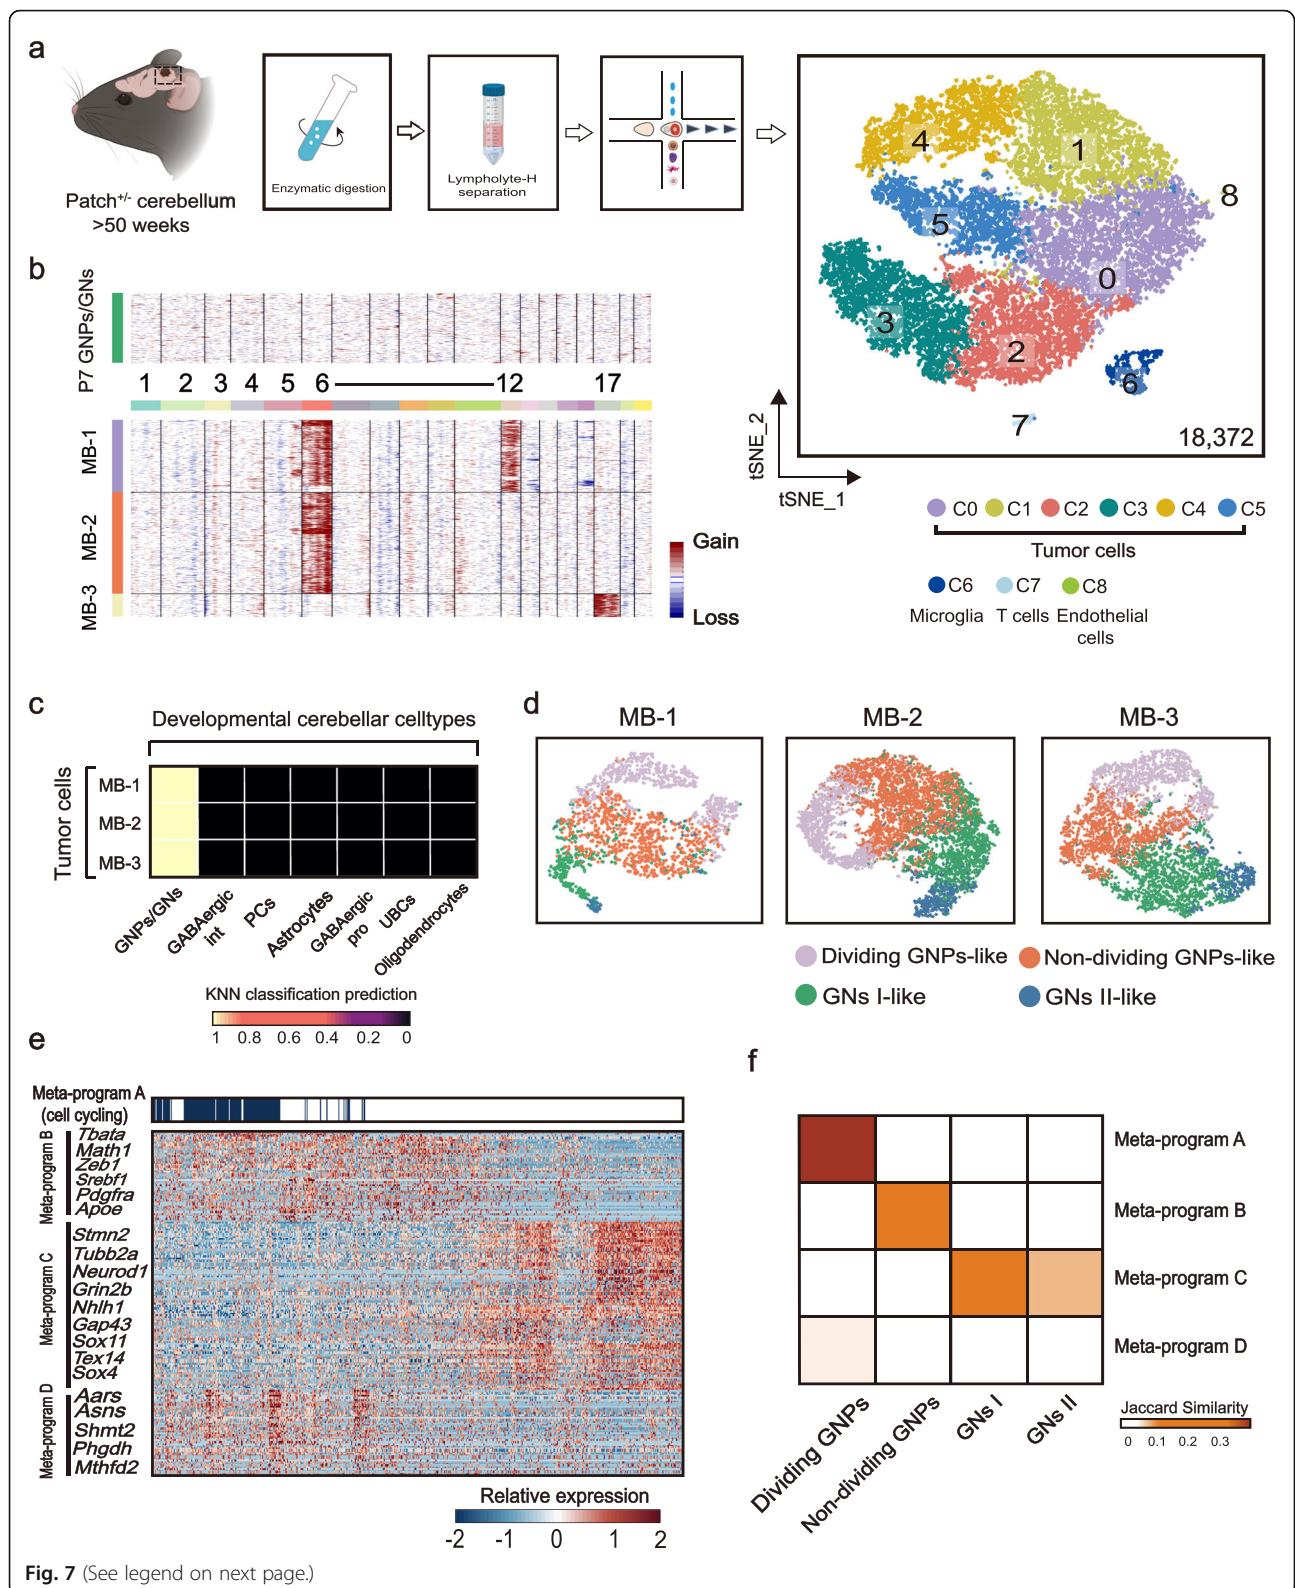 a
Patch+/- cerebellum
>50 weeks
Enzymatic digestion
Lympholyte-H
separation
4
1
8
5
0
3
2
6
7
18,372
tSNE_2
tSNE_1
C0 C1 C2 C3 C4 C5
Tumor cells
C6 C7 C8
Microglia T cells Endothelial
cells
b
P7 GNPs/GNs
1 2 3 4 5 6 12 17
MB-1
MB-2
MB-3
Gain
Loss
c
Developmental cerebellar celltypes
Tumor cells
MB-1
MB-2
MB-3
GNPs/GNs
GABAergic
int
PCs
Astrocytes
GABAergic
pro
UBCs
Oligodendrocytes
KNN classification prediction
1 0.8 0.6 0.4 0.2 0
d
MB-1 MB-2 MB-3
Dividing GNPs-like Non-dividing GNPs-like
GNs I-like GNs II-like
e
Meta-program A
(cell cycling)
Meta-program B
Tbata
Math1
Zeb1
Srebf1
Pdgfra
Apoe
Meta-program C
Stmn2
Tubb2a
Neurod1
Grin2b
Nhlh1
Gap43
Sox11
Tex14
Sox4
Meta-program D
Aars
Asns
Shmt2
Phgdh
Mthfd2
Relative expression
-2 -1 0 1 2
f
Meta-program A
Meta-program B
Meta-program C
Meta-program D
Dividing GNPs
Non-dividing GNPs
GNs I
GNs II
Jaccard Similarity
0 0.1 0.2 0.3
Fig. 7 (See legend on next page.)